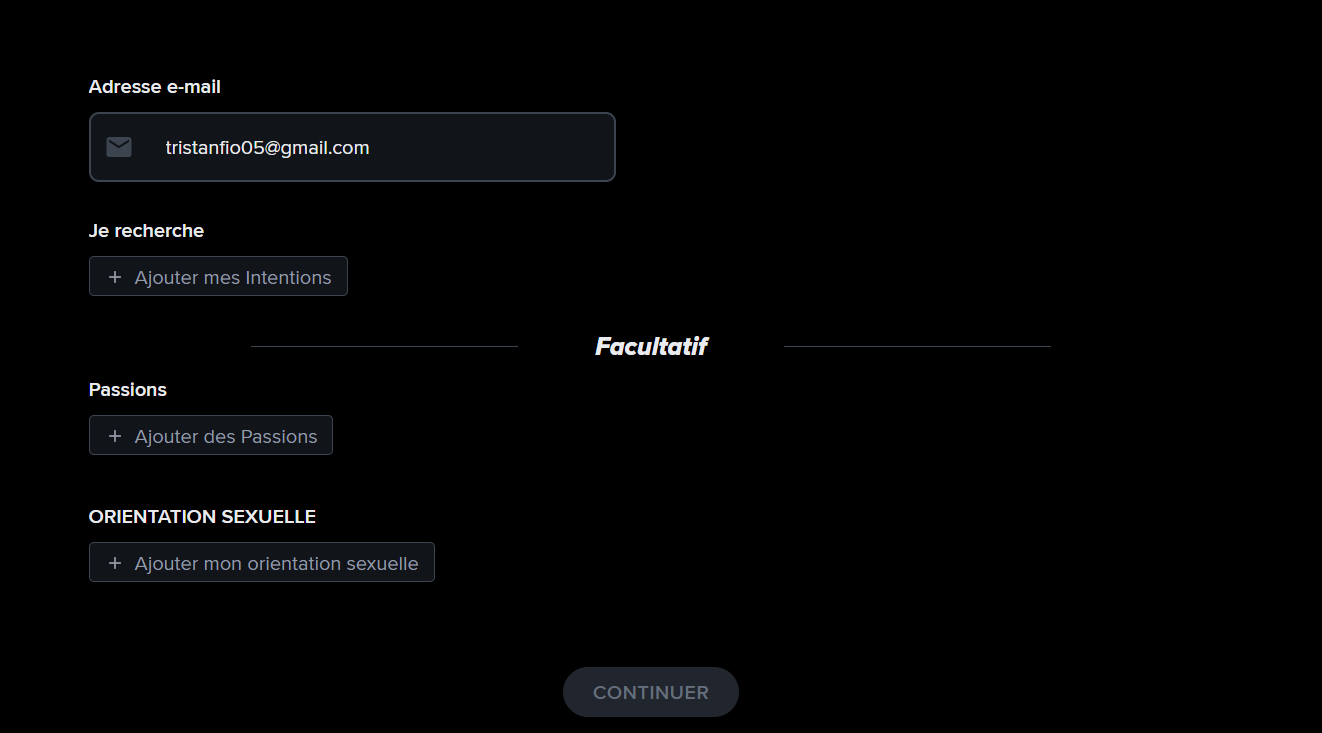 Adresse e-mail
tristanfio05@gmail.com
Je recherche
+ Ajouter mes Intentions
Facultatif
Passions
+ Ajouter des Passions
ORIENTATION SEXUELLE
+ Ajouter mon orientation sexuelle
CONTINUER